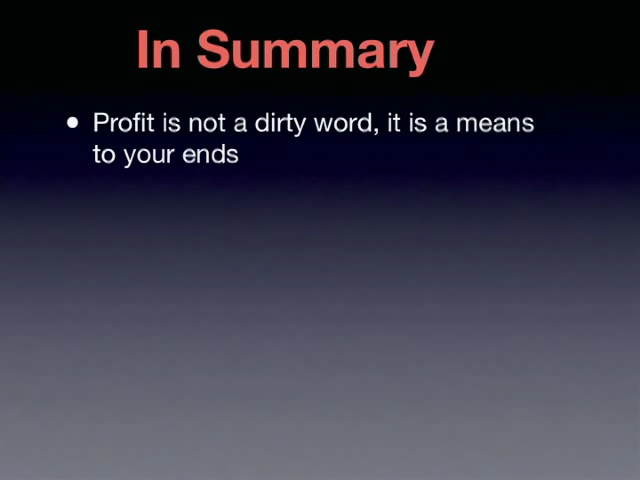 In Summary
• Profit is not a dirty word, it is a means
to your ends